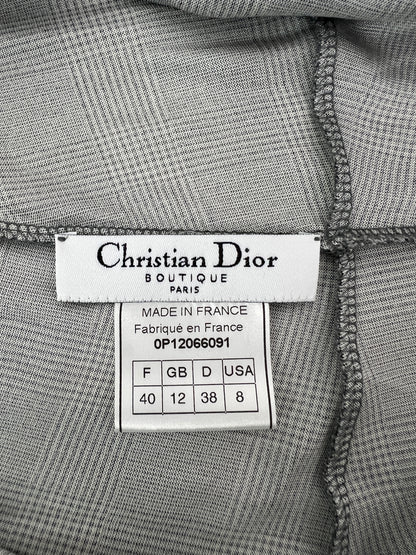 Christian Dior
BOUTIQUE
PARIS
MADE IN FRANCE
Fabriqué en France
0P12066091
F GB D USA
40 12 38 8